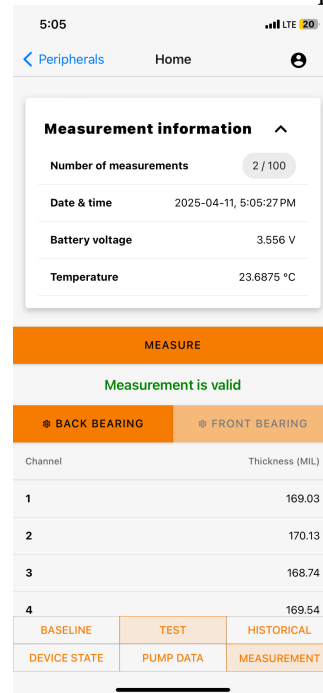 5:05 LTE 20
Peripherals Home
Measurement information
Number of measurements 2 / 100
Date & time 2025-04-11, 5:05:27 PM
Battery voltage 3.556 V
Temperature 23.6875 °C
MEASURE
Measurement is valid
BACK BEARING FRONT BEARING
Channel Thickness (MIL)
1 169.03
2 170.13
3 168.74
4 169.54
BASELINE TEST HISTORICAL
DEVICE STATE PUMP DATA MEASUREMENT